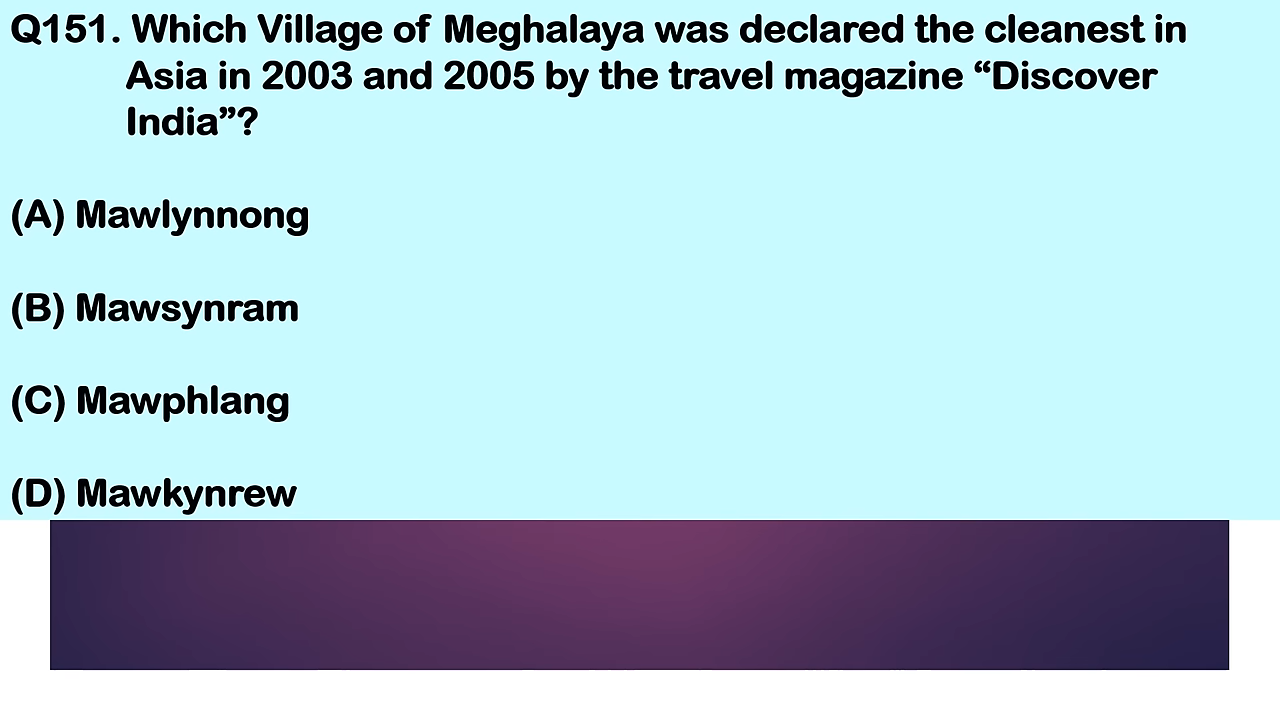 Q151. Which Village of Meghalaya was declared the cleanest in
Asia in 2003 and 2005 by the travel magazine “Discover
India”?
(A) Mawlynnong
(B) Mawsynram
(C) Mawphlang
(D) Mawkynrew